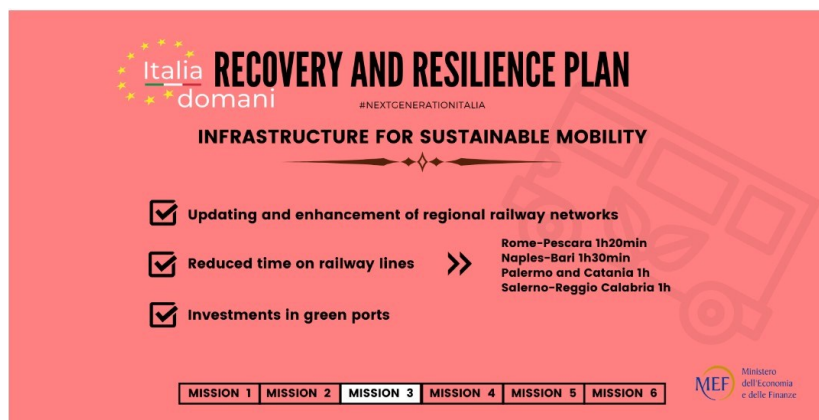 Italia
domani
RECOVERY AND RESILIENCE PLAN
#NEXTGENERATIONITALIA
INFRASTRUCTURE FOR SUSTAINABLE MOBILITY
Updating and enhancement of regional railway networks
Reduced time on railway lines
Rome-Pescara 1h20min
Naples-Bari 1h30min
Palermo and Catania 1h
Salerno-Reggio Calabria 1h
Investments in green ports
MISSION 1 MISSION 2 MISSION 3 MISSION 4 MISSION 5 MISSION 6
MEF
Ministero
dell'Economia
e delle Finanze